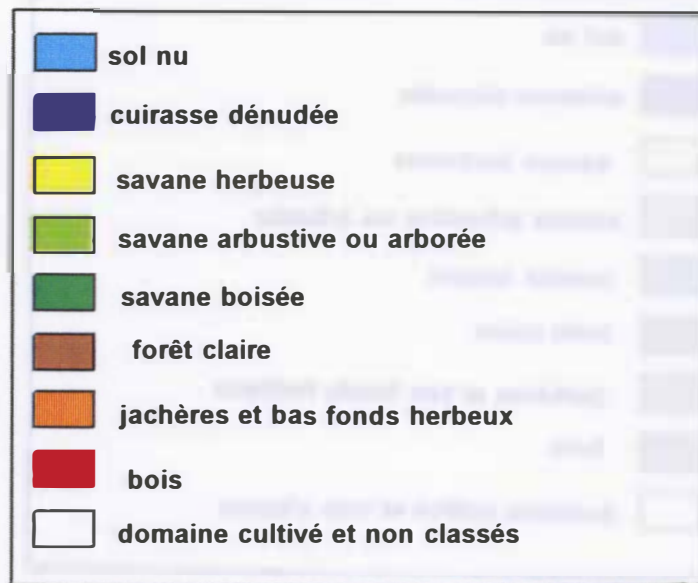 sol nu
cuirasse dénudée
savane herbeuse
savane arbustive ou arborée
savane boisée
forêt claire
jachères et bas fonds herbeux
bois
domaine cultivé et non classés